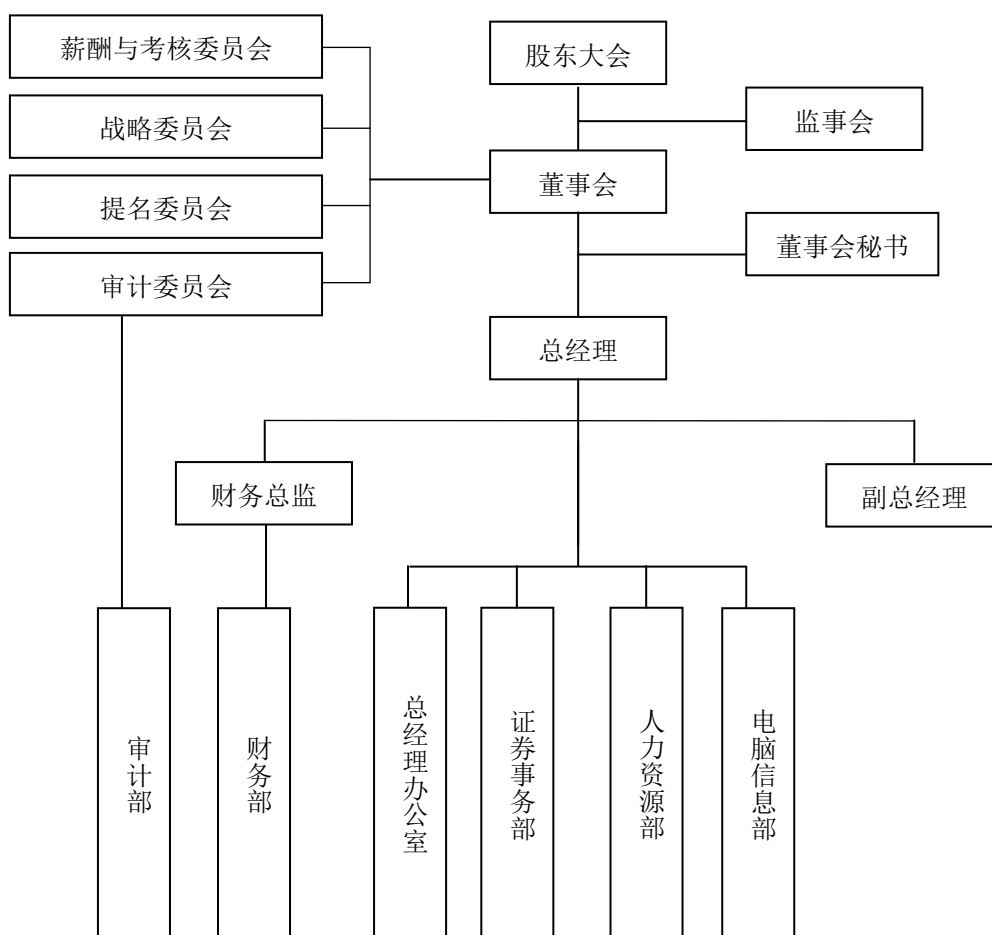 薪酬与考核委员会
股东大会
战略委员会
监事会
董事会
提名委员会
董事会秘书
审计委员会
总经理
财务总监
副总经理
审计部
财务部
总经理办公室
证券事务部
人力资源部
电脑信息部